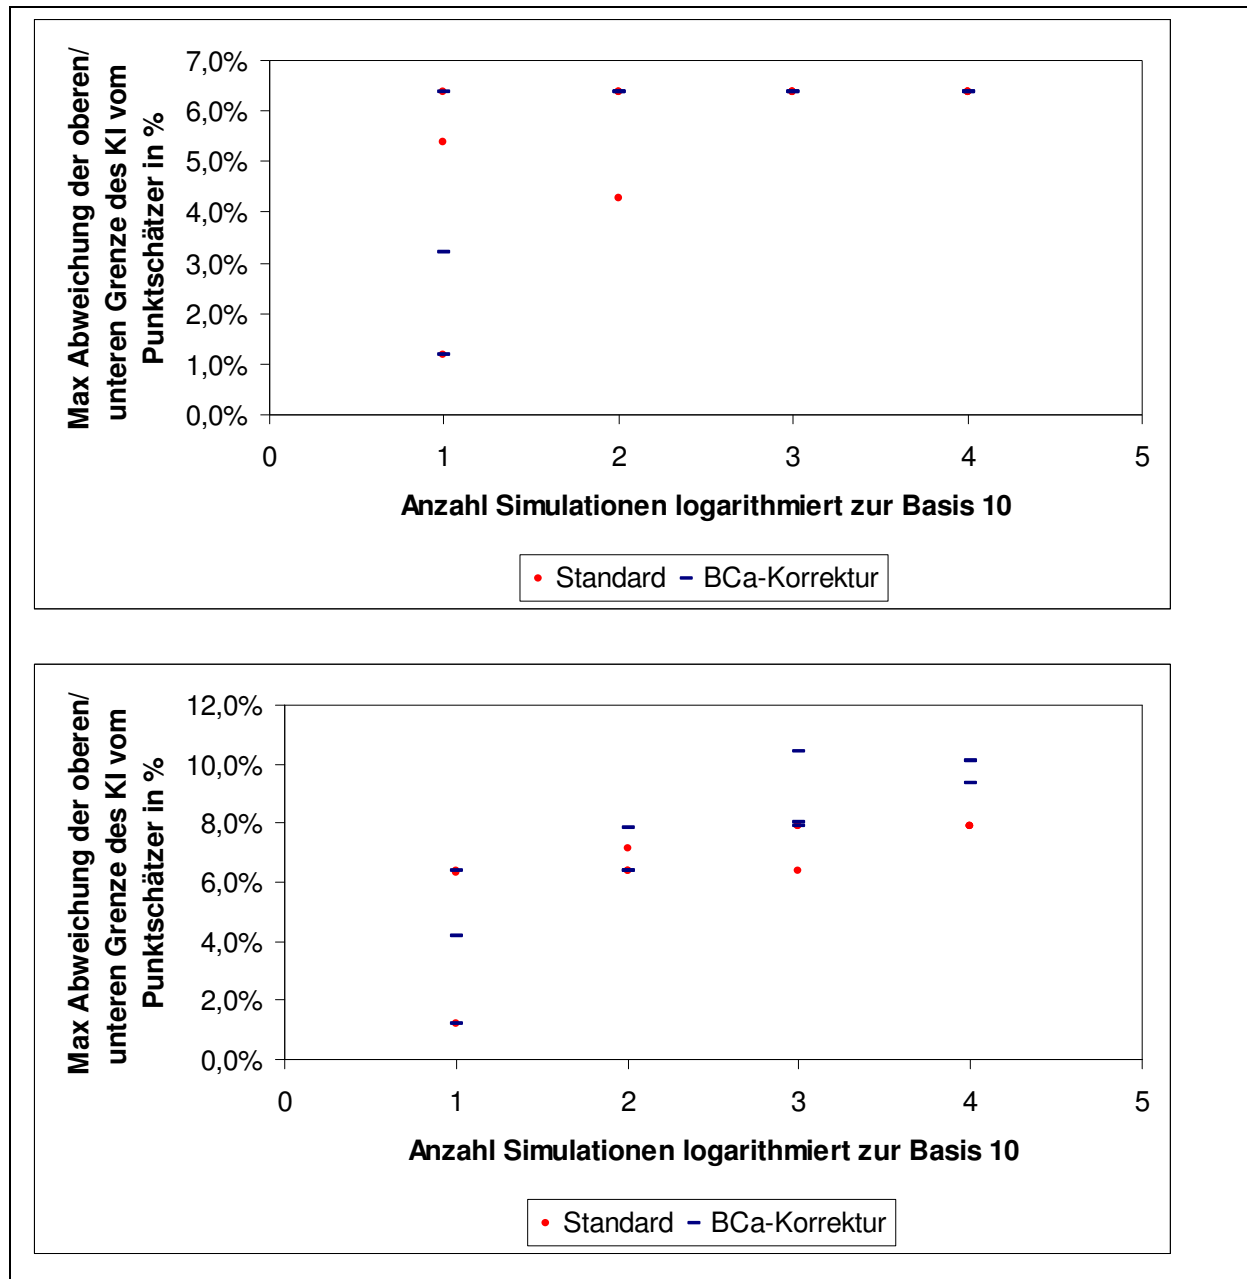 Max Abweichung der oberen/
unteren Grenze des KI vom
Punktschätzer in %
7,0%
6,0%
5,0%
4,0%
3,0%
2,0%
1,0%
0,0%
0 1 2 3 4 5
Anzahl Simulationen logarithmiert zur Basis 10
Standard BCa-Korrektur
Max Abweichung der oberen/
unteren Grenze des KI vom
Punktschätzer in %
12,0%
10,0%
8,0%
6,0%
4,0%
2,0%
0,0%
0 1 2 3 4 5
Anzahl Simulationen logarithmiert zur Basis 10
Standard BCa-Korrektur